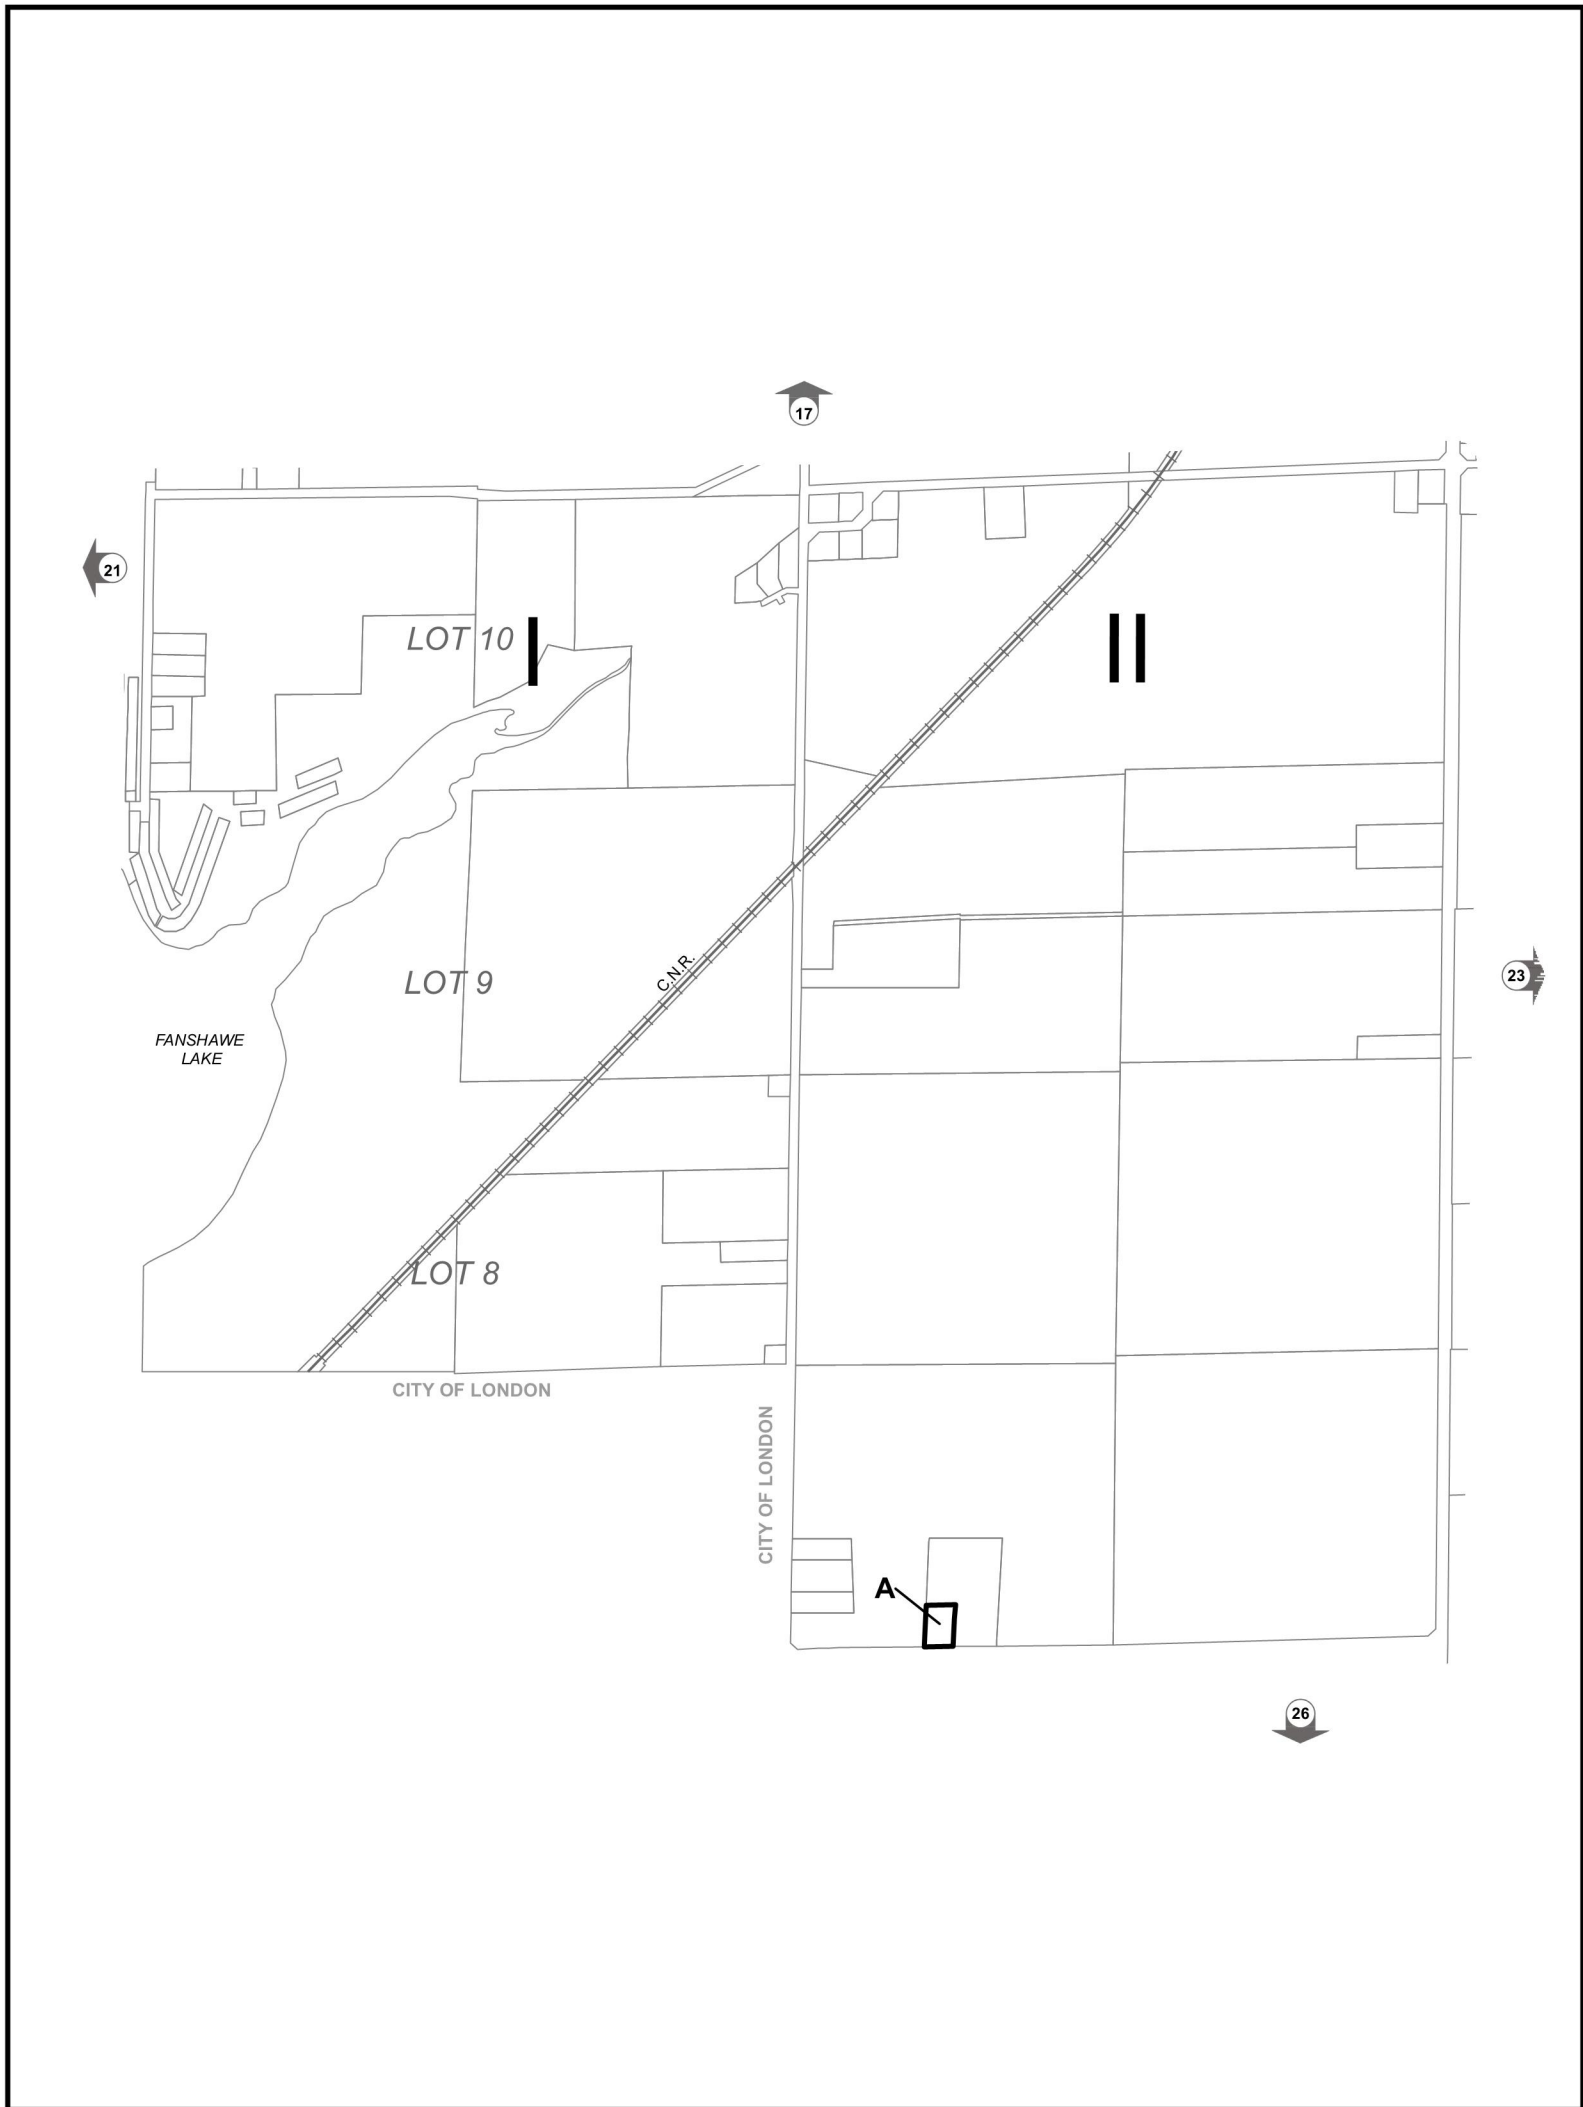 17
21
LOT 10
I
II
C.N.R.
LOT 9
23
FANSHAWE
LAKE
LOT 8
CITY OF LONDON
CITY OF LONDON
A
26